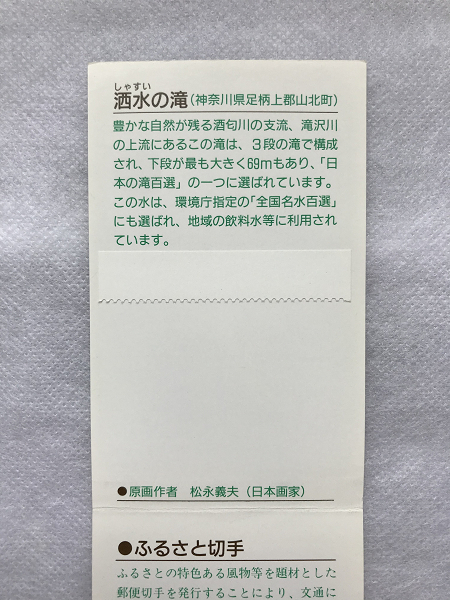 しゃすい
洒水の滝（神奈川県足柄上郡山北町）
豊かな自然が残る酒匂川の支流、滝沢川
の上流にあるこの滝は、３段の滝で構成
され、下段が最も大きく69mもあり、「日
本の滝百選」の一つに選ばれています。
この水は、環境庁指定の「全国名水百選」
にも選ばれ、地域の飲料水等に利用され
ています。
●原画作者　松永義夫（日本画家）
●ふるさと切手
ふるさとの特色ある風物等を題材とした
郵便切手を発行することにより、文通に